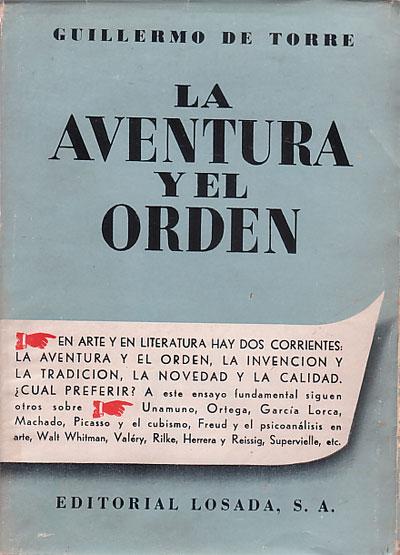 GUILLERMO DE TORRE
LA
AVENTURA
Y EL
ORDEN
EN ARTE Y EN LITERATURA HAY DOS CORRIENTES:
LA AVENTURA Y EL ORDEN, LA INVENCION Y
LA TRADICION, LA NOVEDAD Y LA CALIDAD.
¿CUAL PREFERIR? A este ensayo fundamental siguen
otros sobre Unamuno, Ortega, García Lorca,
Machado, Picasso y el cubismo, Freud y el psicoanálisis en
arte, Walt Whitman, Valéry, Rilke, Herrera y Reissig, Supervielle, etc.
EDITORIAL LOSADA, S. A.